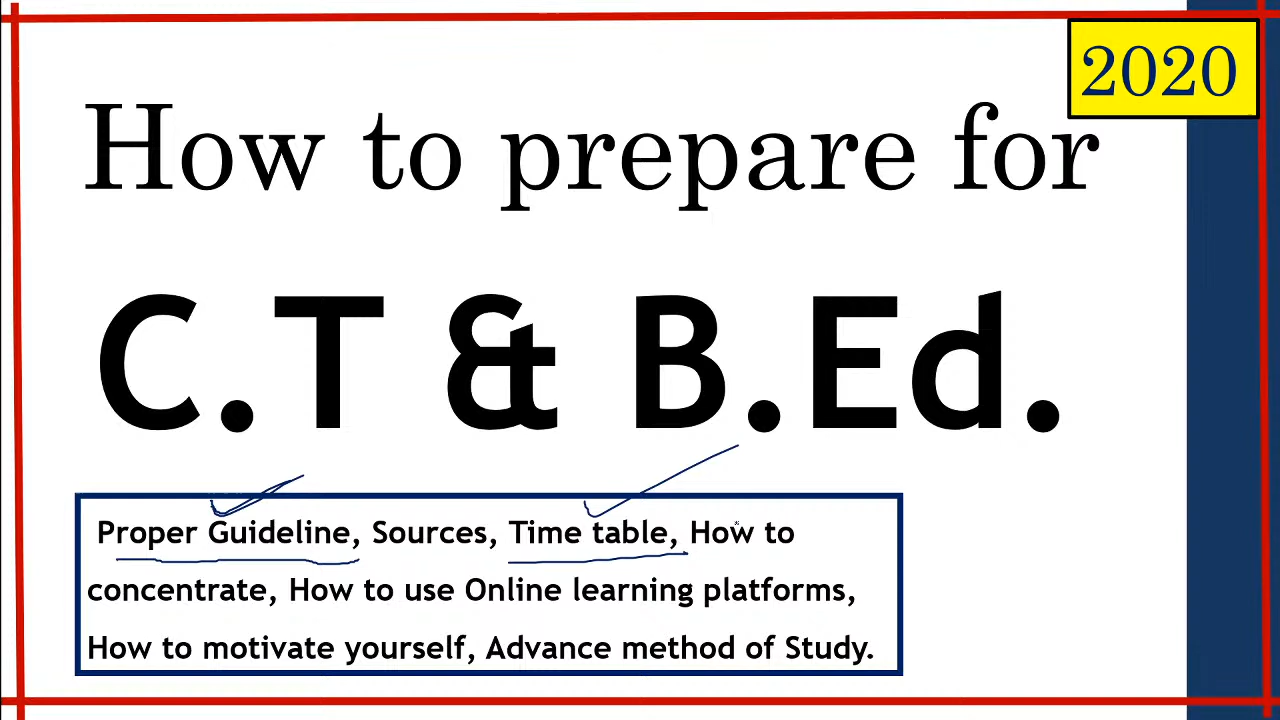 2020
How to prepare for
C.T & B.Ed.
Proper Guideline, Sources, Time table, How to
concentrate, How to use Online learning platforms,
How to motivate yourself, Advance method of Study.